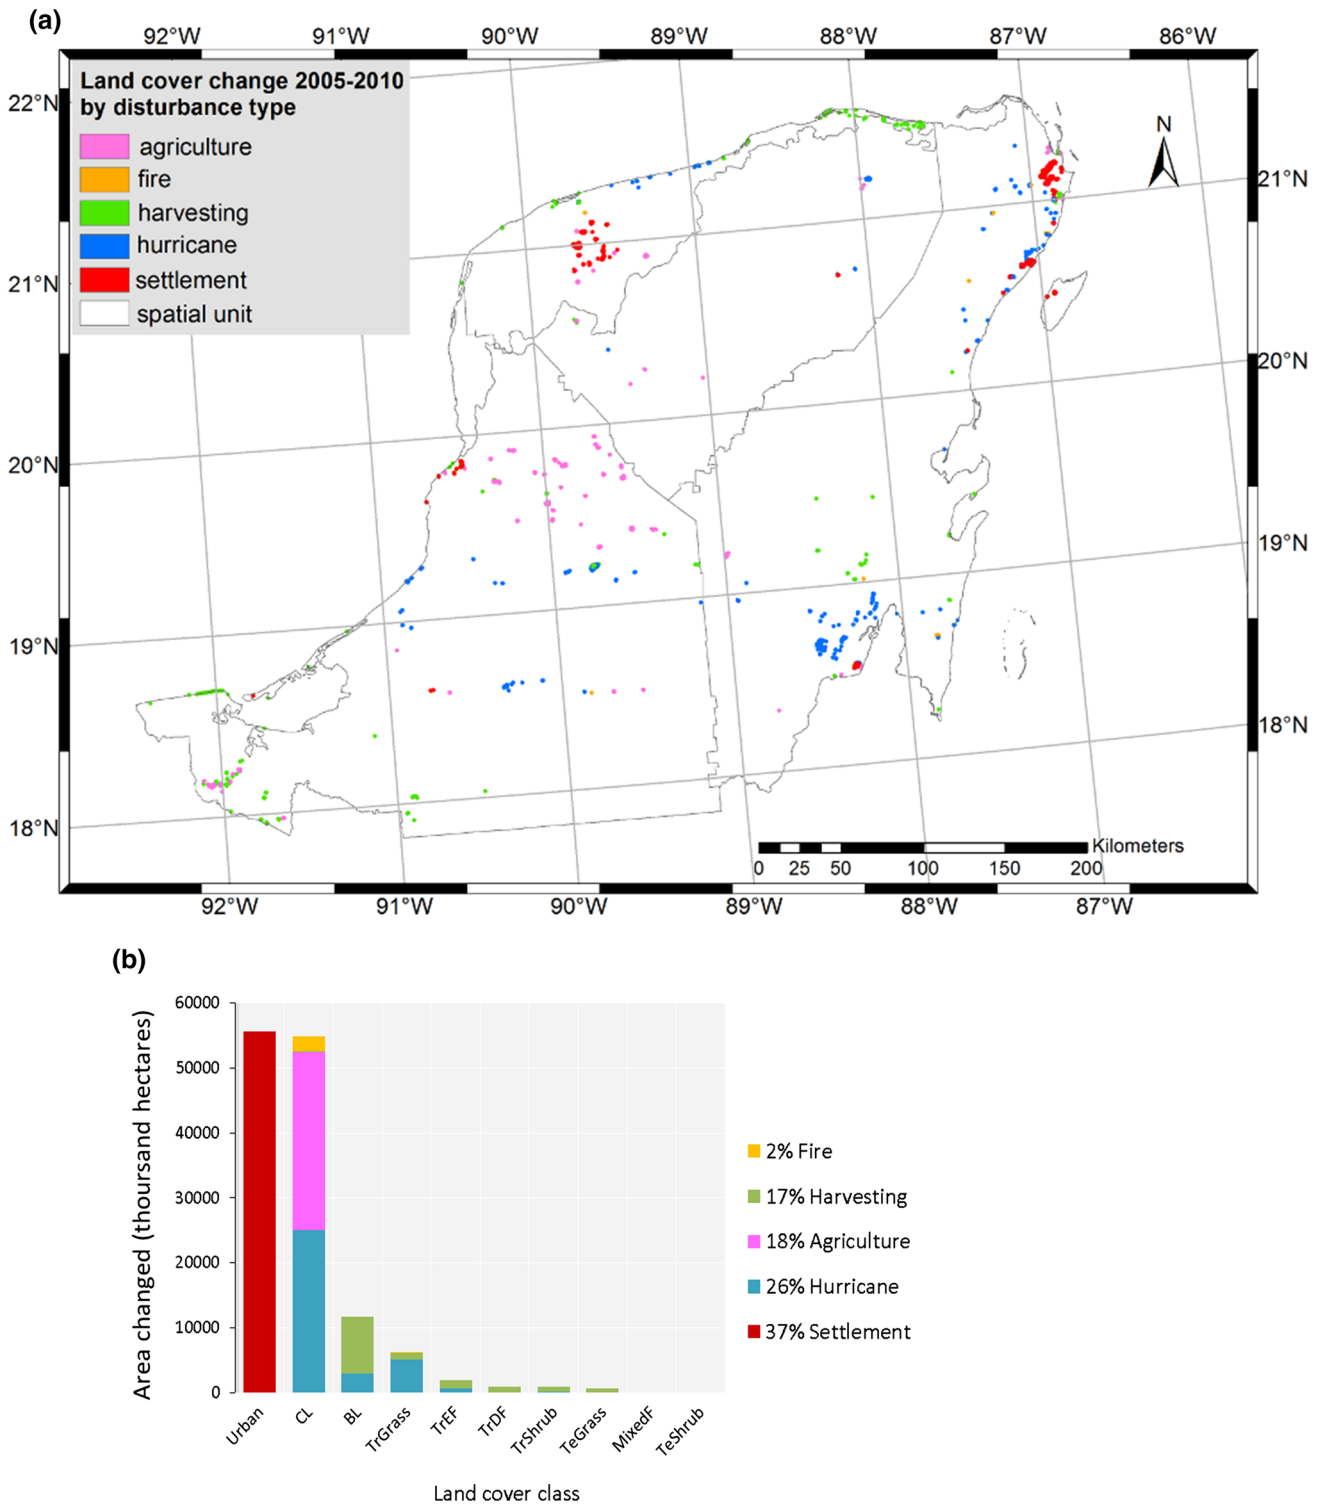 (a)
92°W 91°W 90°W 89°W 88°W 87°W 86°W
Land cover change 2005-2010
by disturbance type
agriculture
fire
harvesting
hurricane
settlement
spatial unit
22°N
21°N
20°N
19°N
18°N
N
21°N
20°N
19°N
18°N
Kilometers
0 25 50 100 150 200
92°W 91°W 90°W 89°W 88°W 87°W
(b)
Area changed (thoursand hectares)
60000
50000
40000
30000
20000
10000
0
Urban CL BL TrGrass TrEF TrDF TrShrub TeGrass MixedF TeShrub
Land cover class
2% Fire
17% Harvesting
18% Agriculture
26% Hurricane
37% Settlement